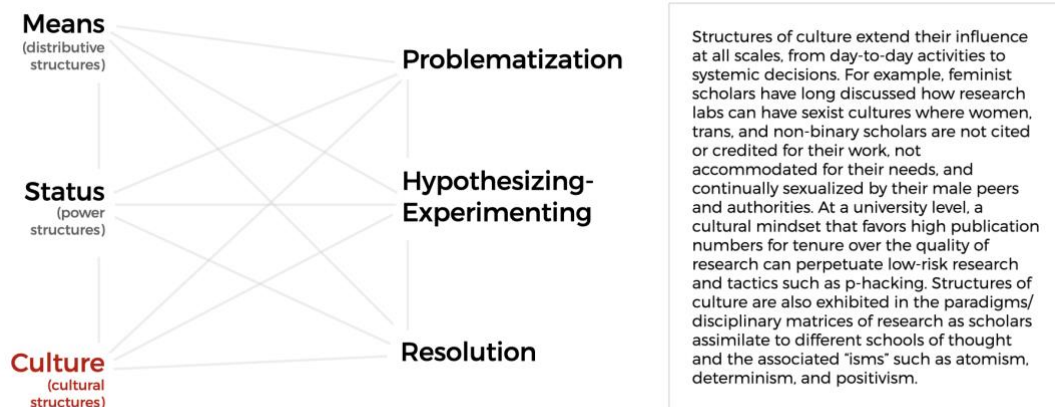 Means
(distributive
structures)
Status
(power
structures)
Culture
(cultural
structures)
Problematization
Hypothesizing-
Experimenting
Resolution
Structures of culture extend their influence
at all scales, from day-to-day activities to
systemic decisions. For example, feminist
scholars have long discussed how research
labs can have sexist cultures where women,
trans, and non-binary scholars are not cited
or credited for their work, not
accommodated for their needs, and
continually sexualized by their male peers
and authorities. At a university level, a
cultural mindset that favors high publication
numbers for tenure over the quality of
research can perpetuate low-risk research
and tactics such as p-hacking. Structures of
culture are also exhibited in the paradigms/
disciplinary matrices of research as scholars
assimilate to different schools of thought
and the associated "isms" such as atomism,
determinism, and positivism.